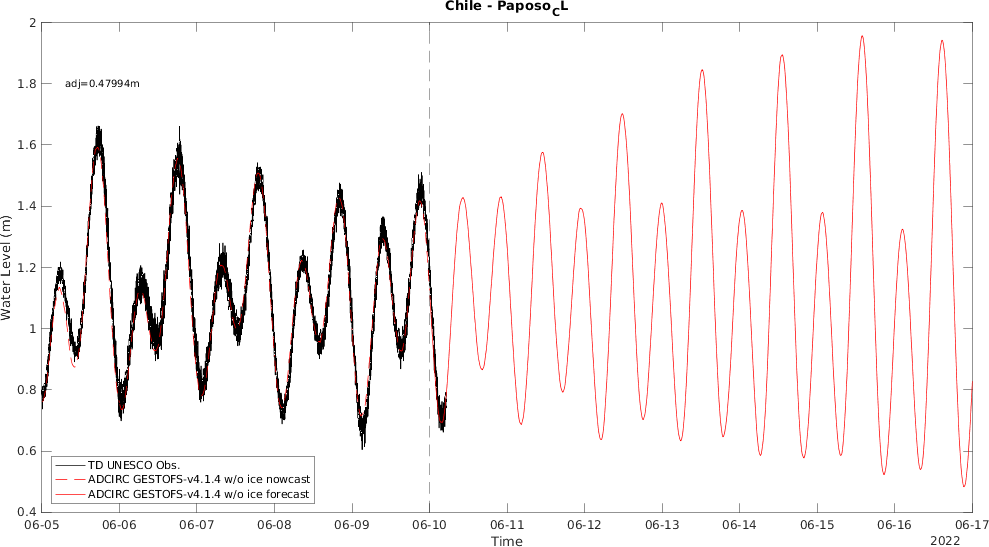 Chile - Paposo_CL
2
1.8
1.6
1.4
1.2
1
0.8
0.6
0.4
Water Level (m)
adj=0.47994m
TD UNESCO Obs.
ADCIRC GESTOFS-v4.1.4 w/o ice nowcast
ADCIRC GESTOFS-v4.1.4 w/o ice forecast
06-05 06-06 06-07 06-08 06-09 06-10 06-11 06-12 06-13 06-14 06-15 06-16 06-17
Time
2022